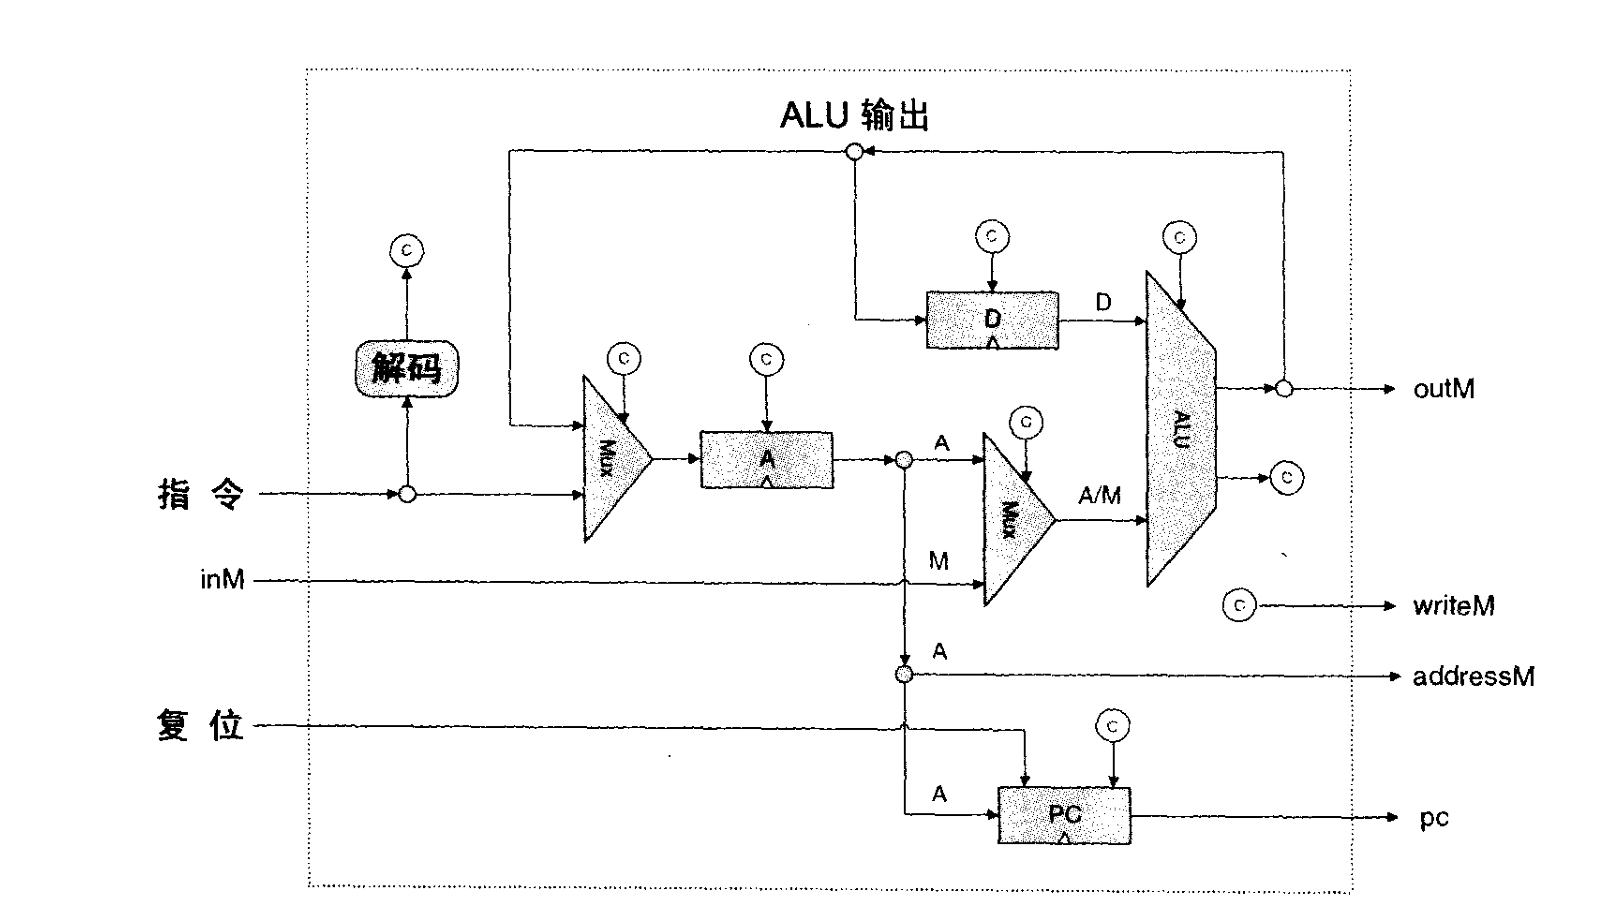 ALU 输出
C
C
C
解码
C
C
D
D
outM
Mux
A
A
C
Mux
A/M
ALU
C
指 令
inM
M
C
writeM
A
addressM
复 位
C
A
PC
pc